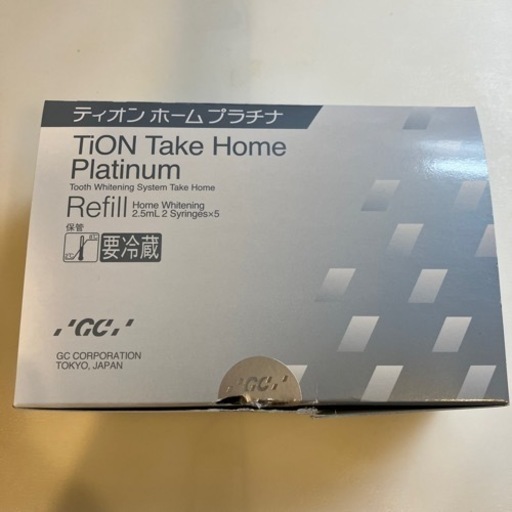 ティオン ホーム プラチナ
TiON Take Home
Platinum
Tooth Whitening System Take Home
Refill Home Whitening
2.5mL 2 Syringes×5
保管
要冷蔵
GC
GC CORPORATION
TOKYO, JAPAN
GC